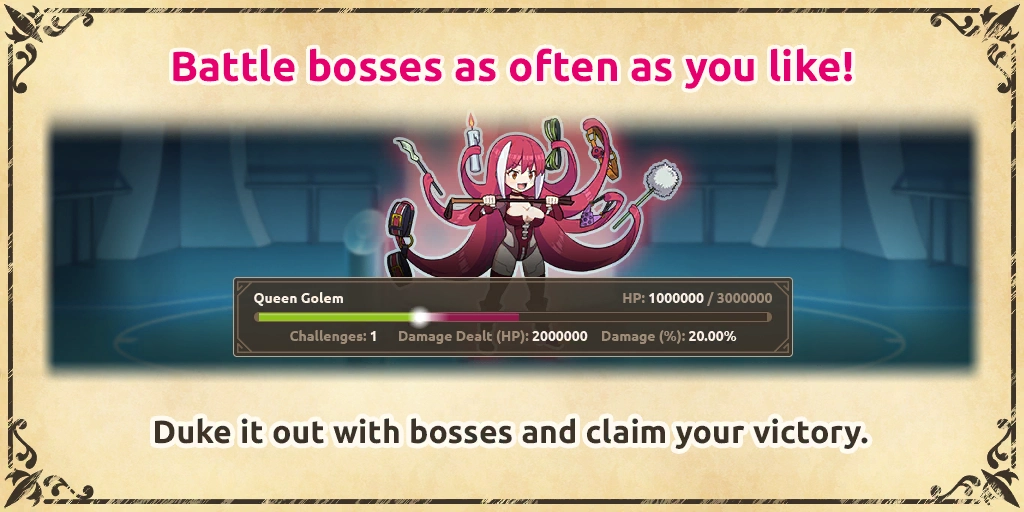 Battle bosses as often as you like!
Queen Golem HP: 1000000 / 3000000
Challenges: 1 Damage Dealt (HP): 2000000 Damage (%): 20.00%
Duke it out with bosses and claim your victory.